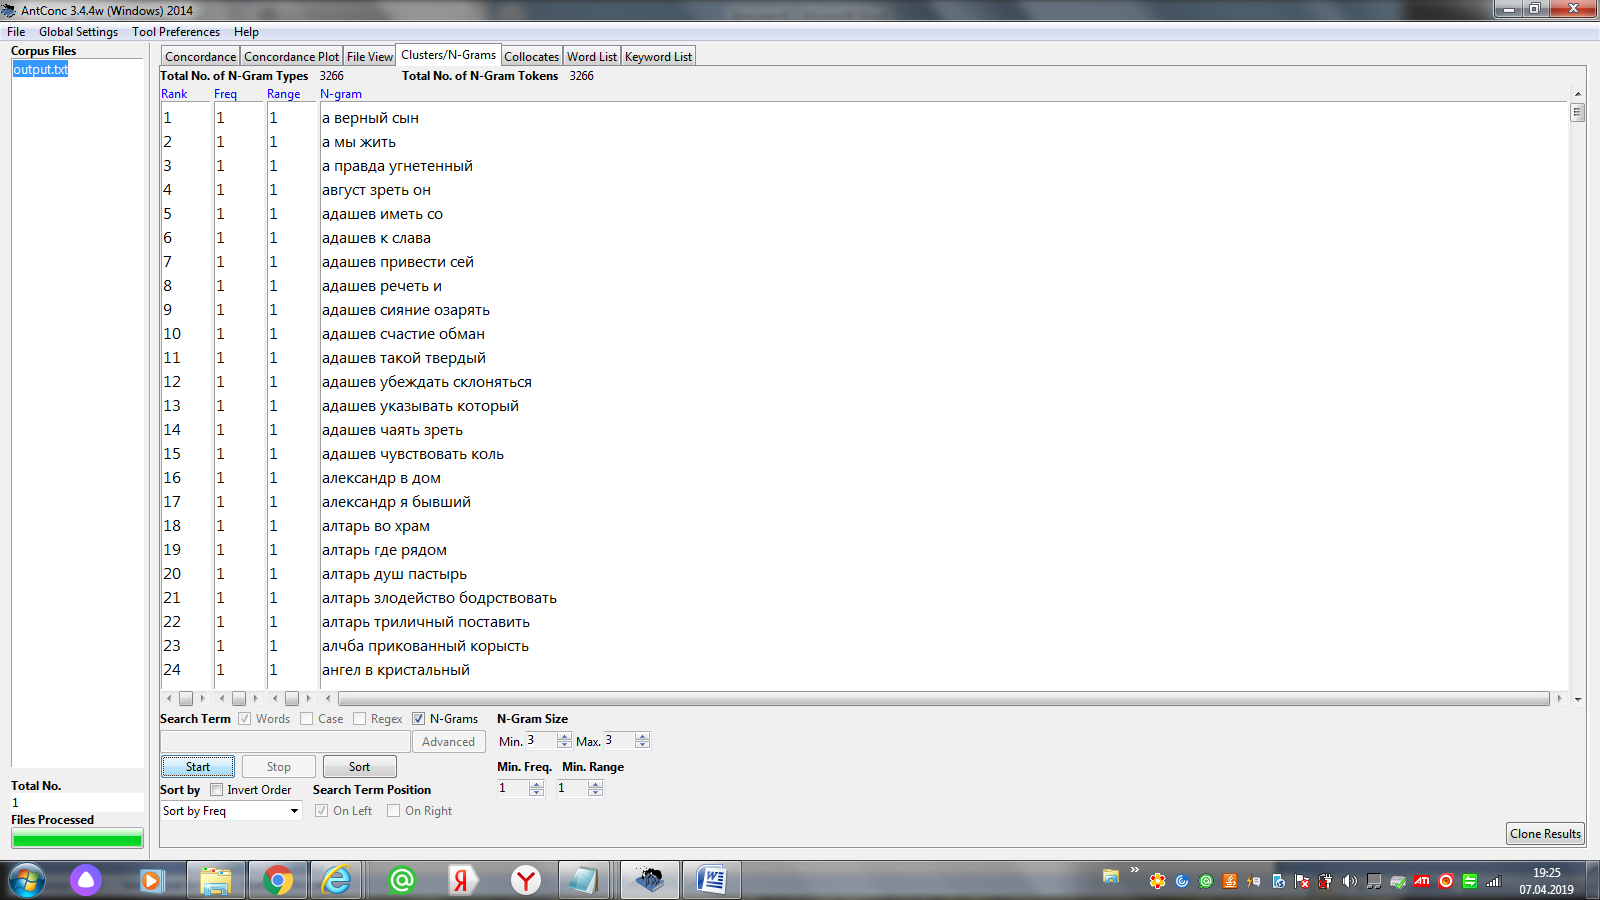 AntConc 3.4.4w (Windows) 2014
File Global Settings Tool Preferences Help
Corpus Files
output.txt
Concordance Concordance Plot File View Clusters/N-Grams Collocates Word List Keyword List
Total No. of N-Gram Types 3266 Total No. of N-Gram Tokens 3266
Rank Freq Range N-gram
1 1 1 а верный сын
2 1 1 а мы жить
3 1 1 а правда угнетенный
4 1 1 август зреть он
5 1 1 адашев иметь со
6 1 1 адашев к слава
7 1 1 адашев привести сей
8 1 1 адашев речеть и
9 1 1 адашев сияние озарять
10 1 1 адашев счастие обман
11 1 1 адашев такой твердый
12 1 1 адашев убеждать склоняться
13 1 1 адашев указывать который
14 1 1 адашев чаять зреть
15 1 1 адашев чувствовать коль
16 1 1 александр в дом
17 1 1 александр я бывший
18 1 1 алтарь во храм
19 1 1 алтарь где рядом
20 1 1 алтарь душ пастырь
21 1 1 алтарь злодейство бодрствовать
22 1 1 алтарь триличный поставить
23 1 1 алчба прикованный корысть
24 1 1 ангел в кристальный
Search Term Words Case Regex N-Grams N-Gram Size
Advanced Min. 3 Max. 3
Start Stop Sort Min. Freq. Min. Range
Total No.
1
Sort by Invert Order Search Term Position 1 1
Sort by Freq On Left On Right
Files Processed
Clone Results
19:25
07.04.2019